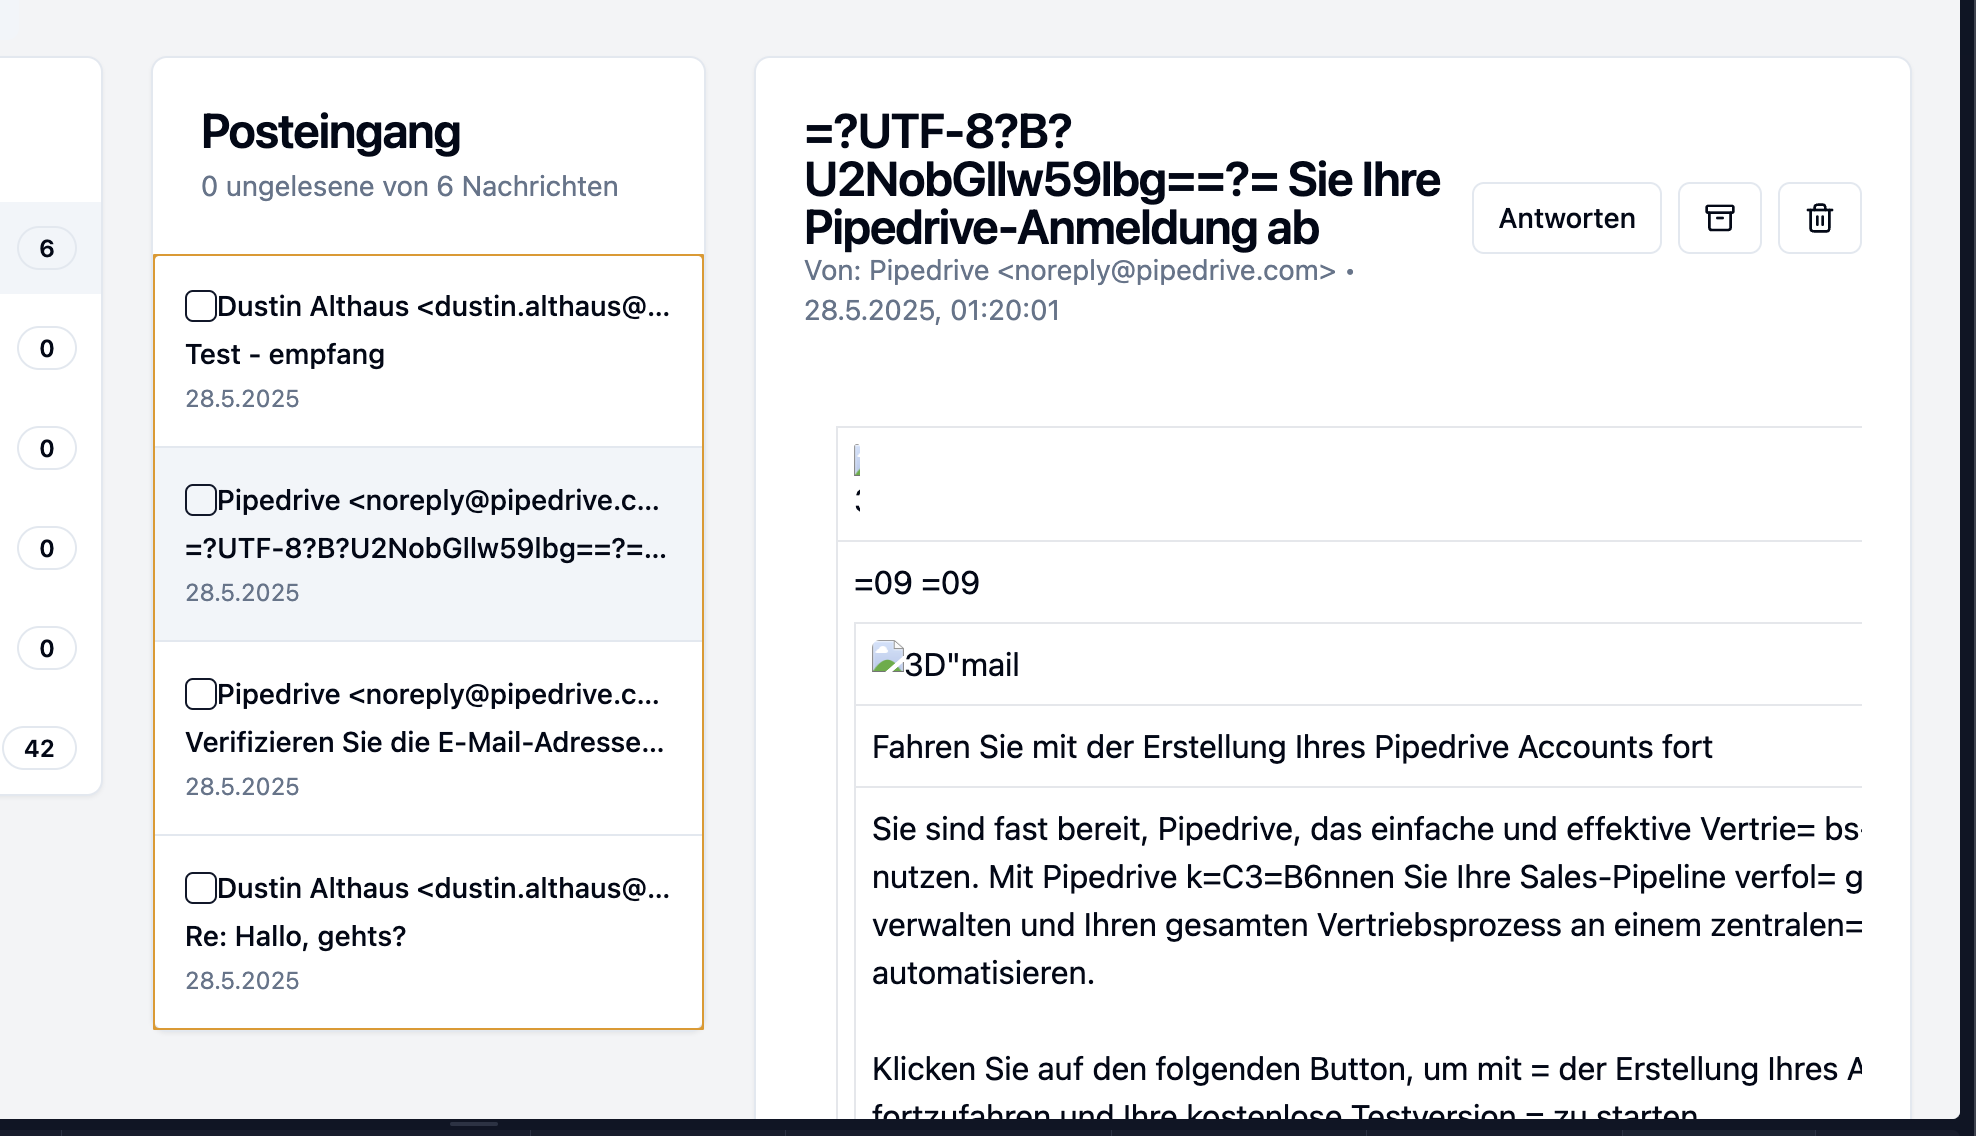 6
0
0
0
0
42
Posteingang
0 ungelesene von 6 Nachrichten
Dustin Althaus <dustin.althaus@...
Test - empfang
28.5.2025
Pipedrive <noreply@pipedrive.c...
=?UTF-8?B?U2NobGllw59lbg==?=...
28.5.2025
Pipedrive <noreply@pipedrive.c...
Verifizieren Sie die E-Mail-Adresse...
28.5.2025
Dustin Althaus <dustin.althaus@...
Re: Hallo, gehts?
28.5.2025
=?UTF-8?B?
U2NobGllw59lbg==?= Sie Ihre
Pipedrive-Anmeldung ab
Von: Pipedrive <noreply@pipedrive.com> •
28.5.2025, 01:20:01
Antworten
=09 =09
3D"mail
Fahren Sie mit der Erstellung Ihres Pipedrive Accounts fort
Sie sind fast bereit, Pipedrive, das einfache und effektive Vertrie= bs-
nutzen. Mit Pipedrive k=C3=B6nnen Sie Ihre Sales-Pipeline verfol= g
verwalten und Ihren gesamten Vertriebsprozess an einem zentralen=
automatisieren.
Klicken Sie auf den folgenden Button, um mit = der Erstellung Ihres A
fortzufahren und Ihre kostenlose Testversion = zu starten